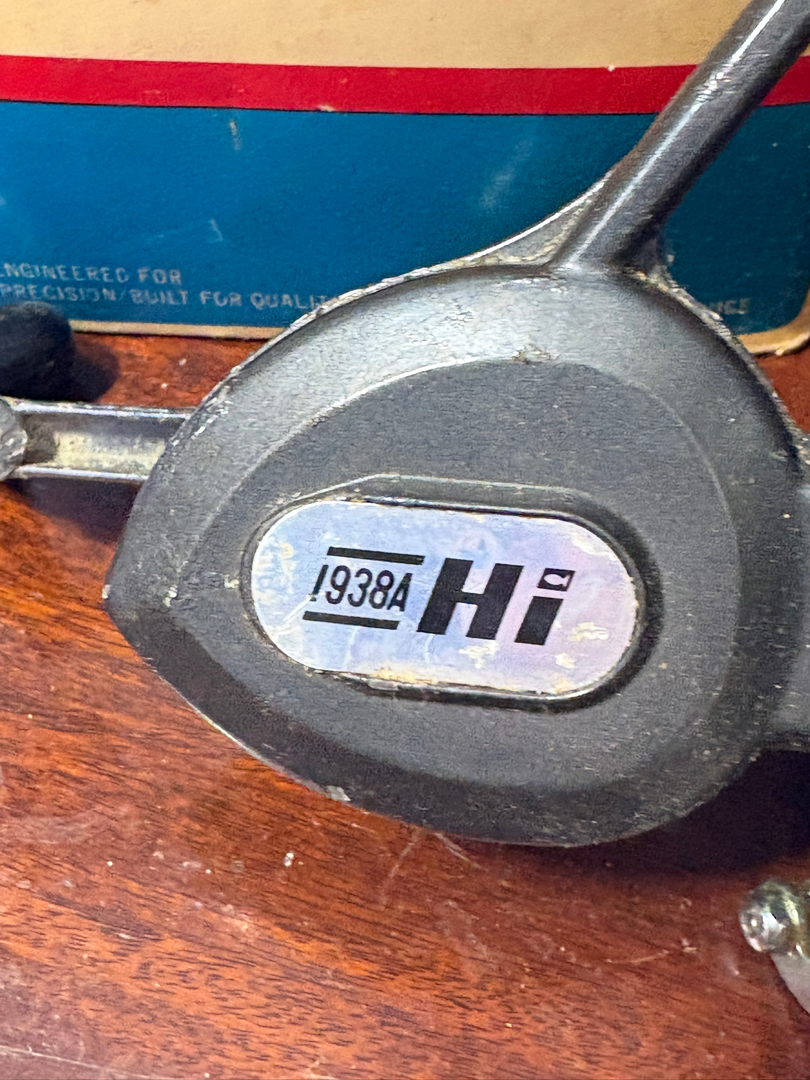 ENGINEERED FOR
PRECISION/BUILT FOR QUALIT
1938A Hi